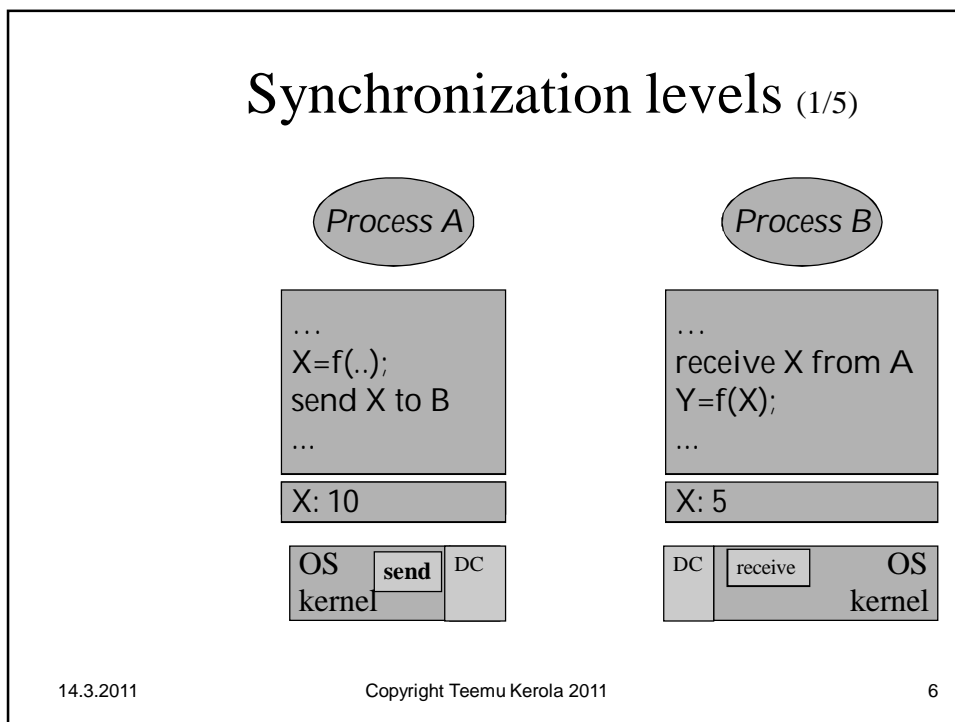 Synchronization levels (1/5)
Process A
Process B
...
X=f(..);
send X to B
...
...
receive X from A
Y=f(X);
...
X: 10
X: 5
OS
kernel
send
DC
DC
receive
OS
kernel
14.3.2011
Copyright Teemu Kerola 2011
6